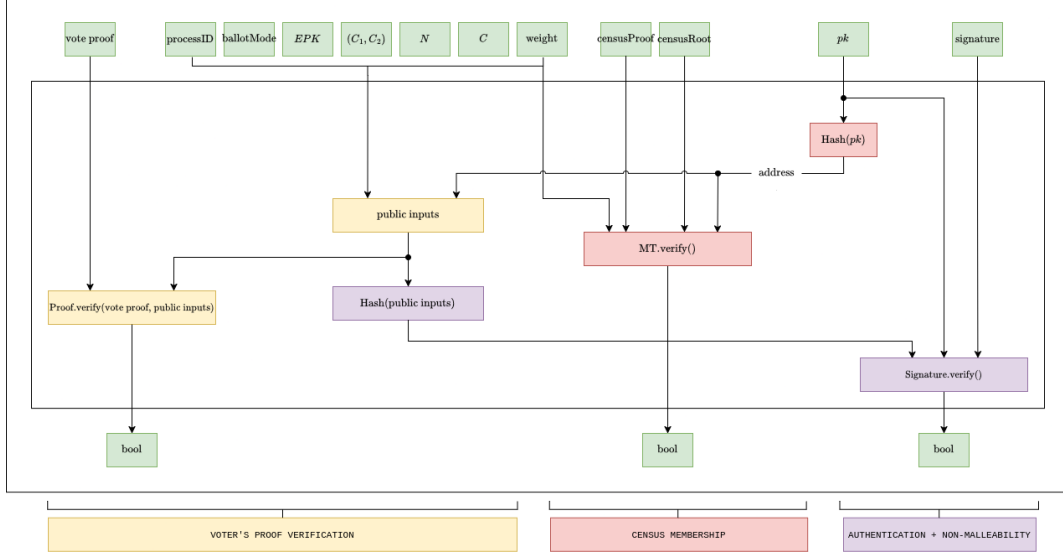 vote proof
processID
ballotMode
EPK
(C₁, C₂)
N
C
weight
censusProof
censusRoot
pk
signature
Hash(pk)
address
public inputs
MT.verify()
Proof.verify(vote proof, public inputs)
Hash(public inputs)
Signature.verify()
bool
bool
bool
VOTER'S PROOF VERIFICATION
CENSUS MEMBERSHIP
AUTHENTICATION + NON-MALLEABILITY